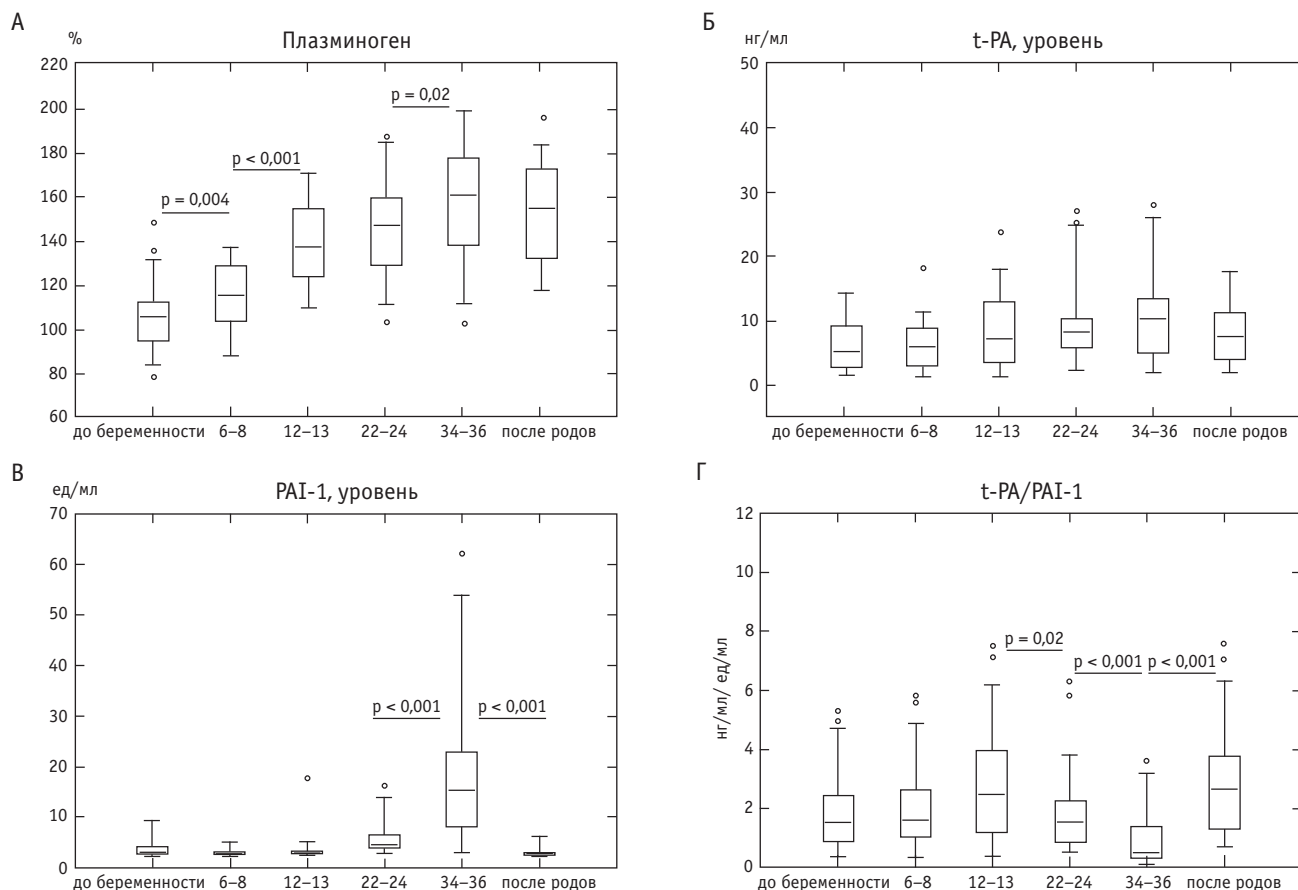 А
%
Плазминоген
220
200
180
160
140
120
100
80
60
p = 0,004
p < 0,001
p = 0,02
до беременности 6–8 12–13 22–24 34–36 после родов
Б
нг/мл
t-PA, уровень
50
40
30
20
10
0
до беременности 6–8 12–13 22–24 34–36 после родов
В
ед/мл
PAI-1, уровень
70
60
50
40
30
20
10
0
p < 0,001
p < 0,001
до беременности 6–8 12–13 22–24 34–36 после родов
Г
t-PA/PAI-1
нг/мл/ ед/мл
12
10
8
6
4
2
0
p = 0,02
p < 0,001
p < 0,001
до беременности 6–8 12–13 22–24 34–36 после родов